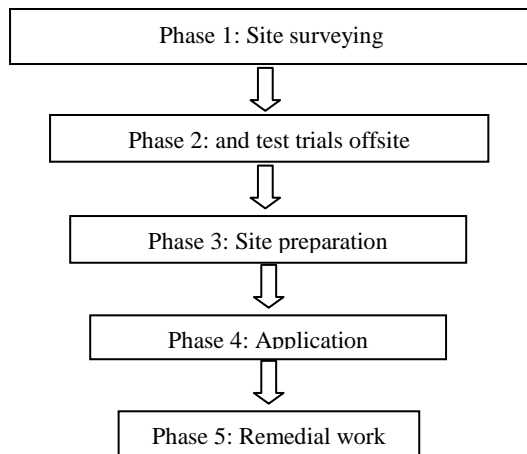 Phase 1: Site surveying
Phase 2: and test trials offsite
Phase 3: Site preparation
Phase 4: Application
Phase 5: Remedial work